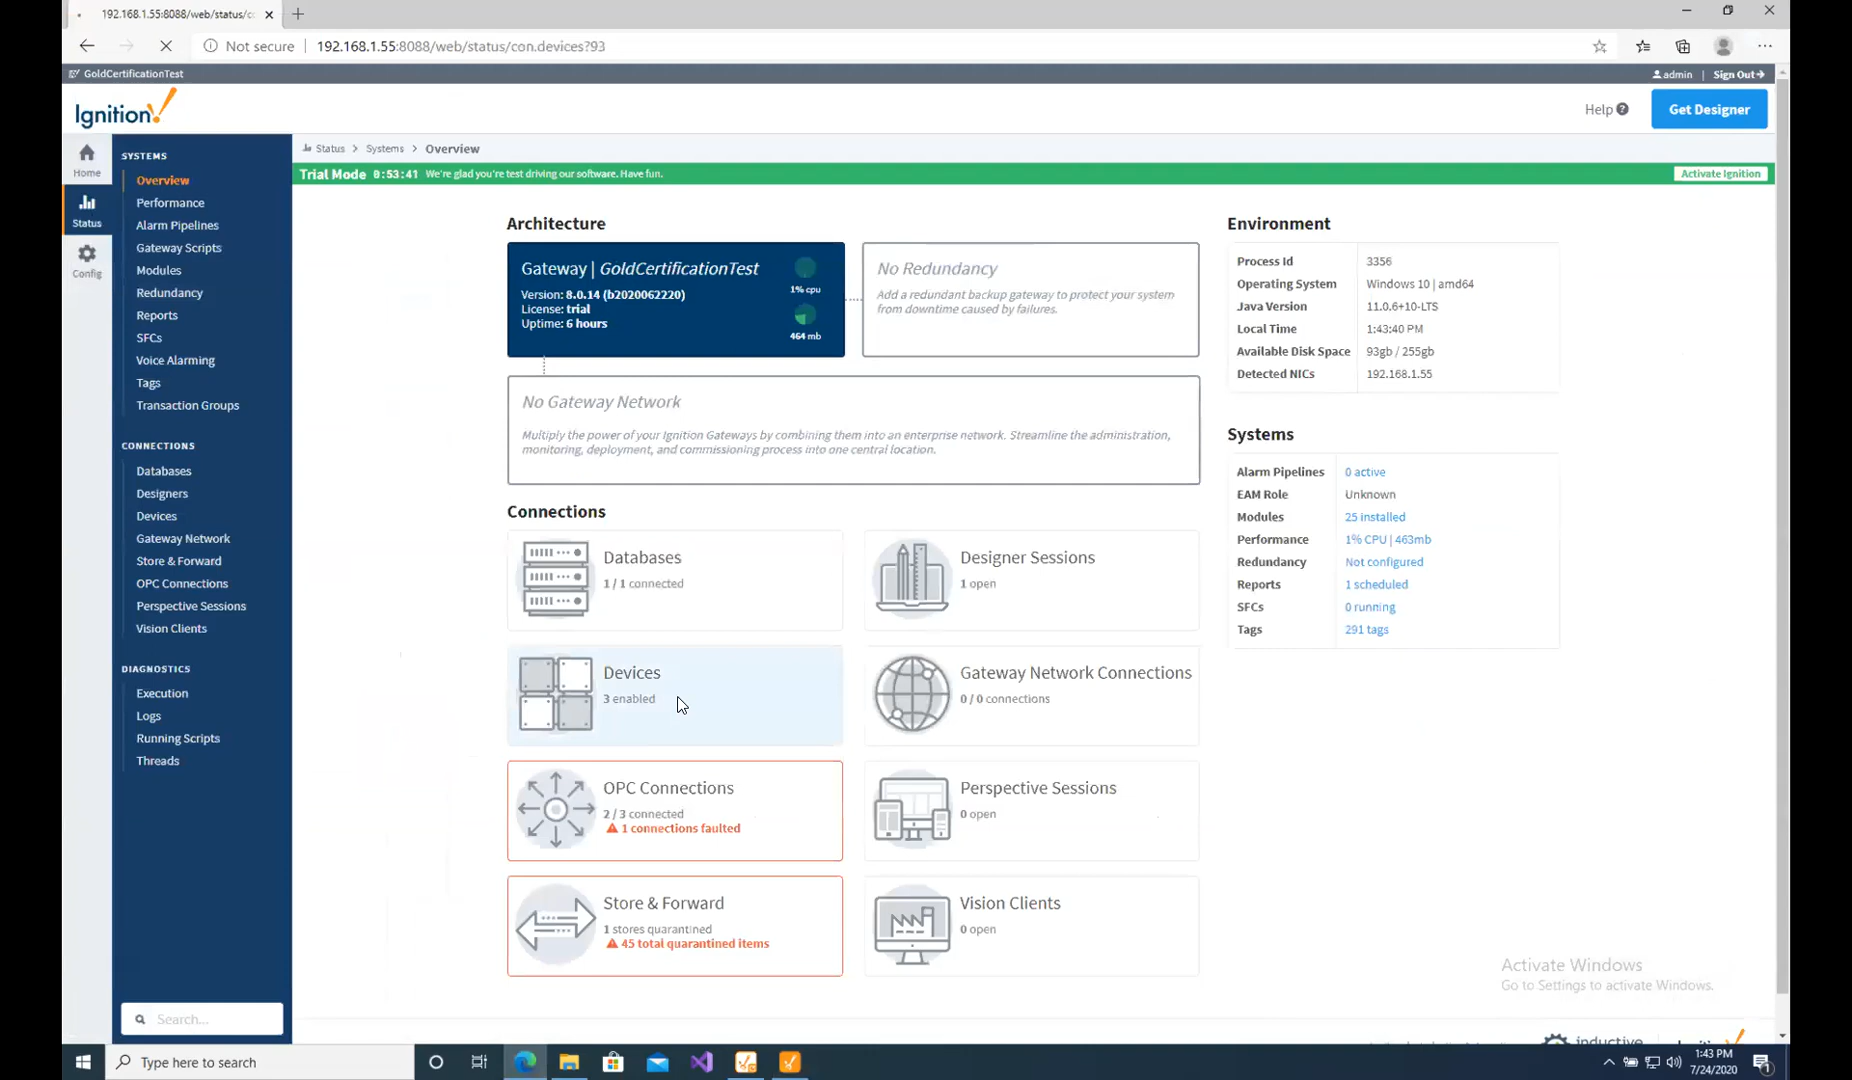 192.168.1.55:8088/web/status/co
Not secure
192.168.1.55:8088/web/status/con.devices?93
GoldCertificationTest
admin
Sign Out
Ignition!
Help
Get Designer
Home
Status
Config
SYSTEMS
Overview
Performance
Alarm Pipelines
Gateway Scripts
Modules
Redundancy
Reports
SFCs
Voice Alarming
Tags
Transaction Groups
CONNECTIONS
Databases
Designers
Devices
Gateway Network
Store & Forward
OPC Connections
Perspective Sessions
Vision Clients
DIAGNOSTICS
Execution
Logs
Running Scripts
Threads
Search...
Status > Systems > Overview
Trial Mode 0:53:41 We're glad you're test driving our software. Have fun.
Activate Ignition
Architecture
Gateway | GoldCertificationTest
Version: 8.0.14 (b2020062220)
License: trial
Uptime: 6 hours
1% cpu
464 mb
No Redundancy
Add a redundant backup gateway to protect your system
from downtime caused by failures.
No Gateway Network
Multiply the power of your Ignition Gateways by combining them into an enterprise network. Streamline the administration,
monitoring, deployment, and commissioning process into one central location.
Connections
Databases
1 / 1 connected
Designer Sessions
1 open
Devices
3 enabled
Gateway Network Connections
0 / 0 connections
OPC Connections
2 / 3 connected
1 connections faulted
Perspective Sessions
0 open
Store & Forward
1 stores quarantined
45 total quarantined items
Vision Clients
0 open
Environment
Process Id 3356
Operating System Windows 10 | amd64
Java Version 11.0.6+10-LTS
Local Time 1:43:40 PM
Available Disk Space 93gb / 255gb
Detected NICs 192.168.1.55
Systems
Alarm Pipelines 0 active
EAM Role Unknown
Modules 25 installed
Performance 1% CPU | 463mb
Redundancy Not configured
Reports 1 scheduled
SFCs 0 running
Tags 291 tags
Activate Windows
Go to Settings to activate Windows.
inductive
Type here to search
1:43 PM
7/24/2020
1